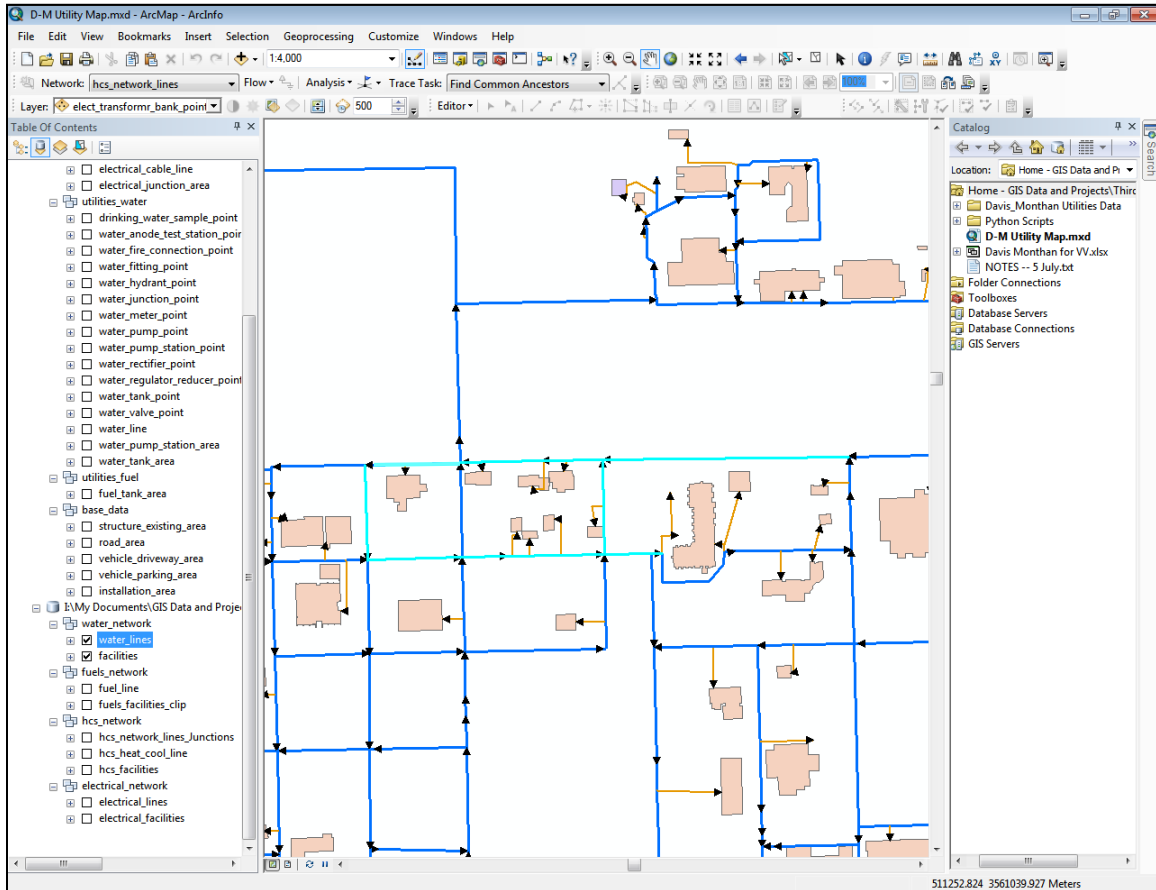 D-M Utility Map.mxd - ArcMap - ArcInfo
File Edit View Bookmarks Insert Selection Geoprocessing Customize Windows Help
1:4,000
Network: hcs_network_lines Flow Analysis Trace Task: Find Common Ancestors 100%
Layer: elect_transformr_bank_point 500 Editor
Table Of Contents
electrical_cable_line
electrical_junction_area
utilities_water
drinking_water_sample_point
water_anode_test_station_poir
water_fire_connection_point
water_fitting_point
water_hydrant_point
water_junction_point
water_meter_point
water_pump_point
water_pump_station_point
water_rectifier_point
water_regulator_reducer_point
water_tank_point
water_valve_point
water_line
water_pump_station_area
water_tank_area
utilities_fuel
fuel_tank_area
base_data
structure_existing_area
road_area
vehicle_driveway_area
vehicle_parking_area
installation_area
I:\My Documents\GIS Data and Proje
water_network
water_lines
facilities
fuels_network
fuel_line
fuels_facilities_clip
hcs_network
hcs_network_lines_Junctions
hcs_heat_cool_line
hcs_facilities
electrical_network
electrical_lines
electrical_facilities
Catalog
Location: Home - GIS Data and Pr
Home - GIS Data and Projects\Thirc
Davis_Monthan Utilities Data
Python Scripts
D-M Utility Map.mxd
Davis Monthan for VV.xlsx
NOTES -- 5 July.txt
Folder Connections
Toolboxes
Database Servers
Database Connections
GIS Servers
Search
511252.824 3561039.927 Meters